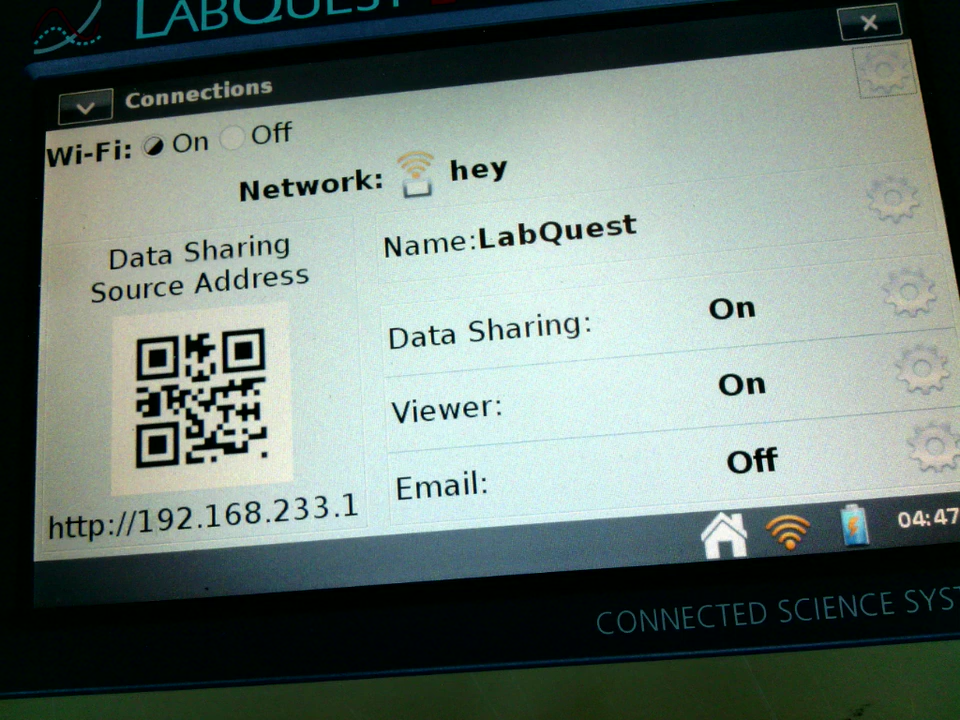 LABQUEST
Connections
Wi-Fi: On Off
Network: hey
Data Sharing
Source Address
http://192.168.233.1
Name:LabQuest
Data Sharing: On
Viewer: On
Email: Off
04:47
CONNECTED SCIENCE